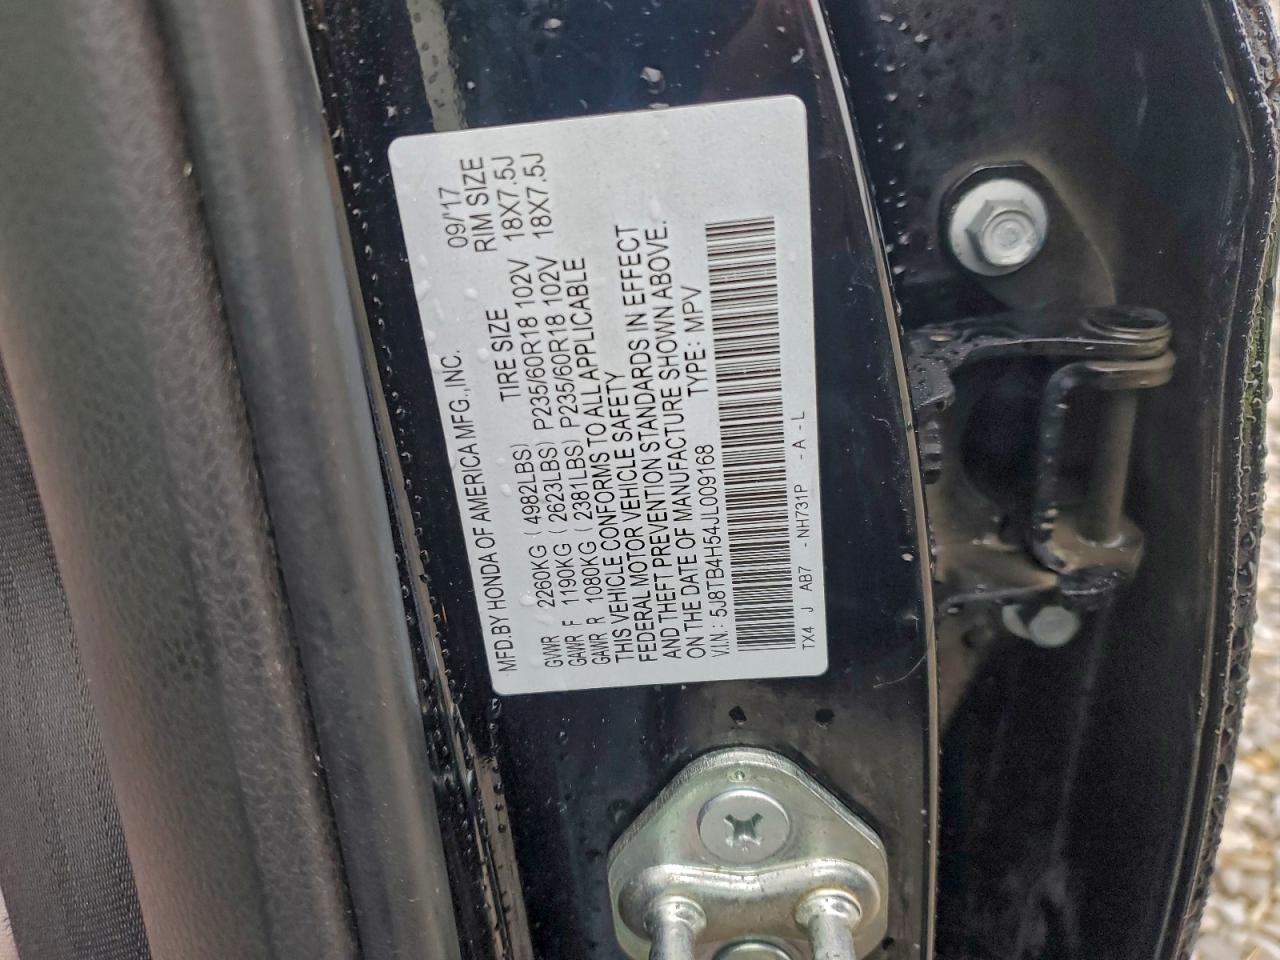 MFD.BY HONDA OF AMERICA MFG.,INC. 09/'17
TIRE SIZE RIM SIZE
GVWR 2260KG ( 4982LBS) P235/60R18 102V 18X7.5J
GAWR F 1190KG ( 2623LBS) P235/60R18 102V 18X7.5J
GAWR R 1080KG ( 2381LBS)
THIS VEHICLE CONFORMS TO ALL APPLICABLE
FEDERAL MOTOR VEHICLE SAFETY
AND THEFT PREVENTION STANDARDS IN EFFECT
ON THE DATE OF MANUFACTURE SHOWN ABOVE.
V.I.N.: 5J8TB4H54JL009168 TYPE: MPV
TX4 J AB7 - NH731P - A - L